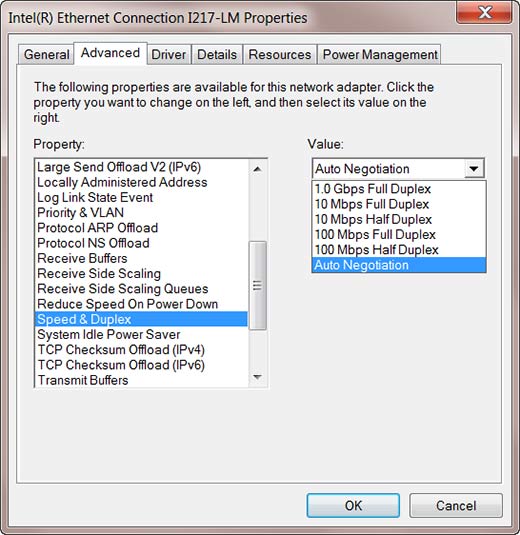 Intel(R) Ethernet Connection I217-LM Properties
General Advanced Driver Details Resources Power Management
The following properties are available for this network adapter. Click the
property you want to change on the left, and then select its value on the
right.
Property:
Large Send Offload V2 (IPv6)
Locally Administered Address
Log Link State Event
Priority & VLAN
Protocol ARP Offload
Protocol NS Offload
Receive Buffers
Receive Side Scaling
Receive Side Scaling Queues
Reduce Speed On Power Down
Speed & Duplex
System Idle Power Saver
TCP Checksum Offload (IPv4)
TCP Checksum Offload (IPv6)
Transmit Buffers
Value:
Auto Negotiation
1.0 Gbps Full Duplex
10 Mbps Full Duplex
10 Mbps Half Duplex
100 Mbps Full Duplex
100 Mbps Half Duplex
Auto Negotiation
OK Cancel